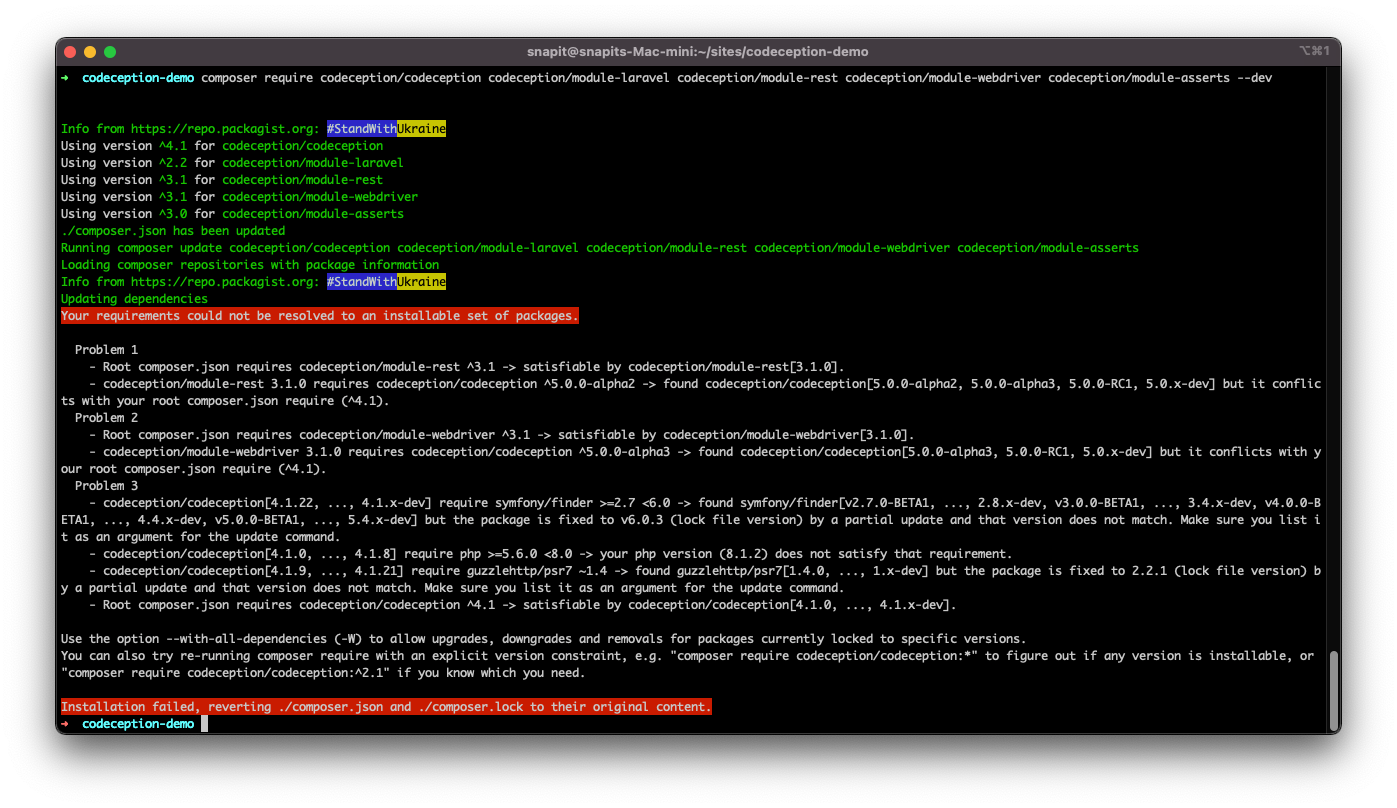 snapit@snapits-Mac-mini:~/sites/codeception-demo
⌥⌘1
➜ codeception-demo composer require codeception/codeception codeception/module-laravel codeception/module-rest codeception/module-webdriver codeception/module-asserts --dev
Info from https://repo.packagist.org: #StandWithUkraine
Using version ^4.1 for codeception/codeception
Using version ^2.2 for codeception/module-laravel
Using version ^3.1 for codeception/module-rest
Using version ^3.1 for codeception/module-webdriver
Using version ^3.0 for codeception/module-asserts
./composer.json has been updated
Running composer update codeception/codeception codeception/module-laravel codeception/module-rest codeception/module-webdriver codeception/module-asserts
Loading composer repositories with package information
Info from https://repo.packagist.org: #StandWithUkraine
Updating dependencies
Your requirements could not be resolved to an installable set of packages.
Problem 1
- Root composer.json requires codeception/module-rest ^3.1 -> satisfiable by codeception/module-rest[3.1.0].
- codeception/module-rest 3.1.0 requires codeception/codeception ^5.0.0-alpha2 -> found codeception/codeception[5.0.0-alpha2, 5.0.0-alpha3, 5.0.0-RC1, 5.0.x-dev] but it conflic
ts with your root composer.json require (^4.1).
Problem 2
- Root composer.json requires codeception/module-webdriver ^3.1 -> satisfiable by codeception/module-webdriver[3.1.0].
- codeception/module-webdriver 3.1.0 requires codeception/codeception ^5.0.0-alpha3 -> found codeception/codeception[5.0.0-alpha3, 5.0.0-RC1, 5.0.x-dev] but it conflicts with y
our root composer.json require (^4.1).
Problem 3
- codeception/codeception[4.1.22, ..., 4.1.x-dev] require symfony/finder >=2.7 <6.0 -> found symfony/finder[v2.7.0-BETA1, ..., 2.8.x-dev, v3.0.0-BETA1, ..., 3.4.x-dev, v4.0.0-B
ETA1, ..., 4.4.x-dev, v5.0.0-BETA1, ..., 5.4.x-dev] but the package is fixed to v6.0.3 (lock file version) by a partial update and that version does not match. Make sure you list i
t as an argument for the update command.
- codeception/codeception[4.1.0, ..., 4.1.8] require php >=5.6.0 <8.0 -> your php version (8.1.2) does not satisfy that requirement.
- codeception/codeception[4.1.9, ..., 4.1.21] require guzzlehttp/psr7 ~1.4 -> found guzzlehttp/psr7[1.4.0, ..., 1.x-dev] but the package is fixed to 2.2.1 (lock file version) b
y a partial update and that version does not match. Make sure you list it as an argument for the update command.
- Root composer.json requires codeception/codeception ^4.1 -> satisfiable by codeception/codeception[4.1.0, ..., 4.1.x-dev].
Use the option --with-all-dependencies (-W) to allow upgrades, downgrades and removals for packages currently locked to specific versions.
You can also try re-running composer require with an explicit version constraint, e.g. "composer require codeception/codeception:*" to figure out if any version is installable, or
"composer require codeception/codeception:^2.1" if you know which you need.
Installation failed, reverting ./composer.json and ./composer.lock to their original content.
➜ codeception-demo